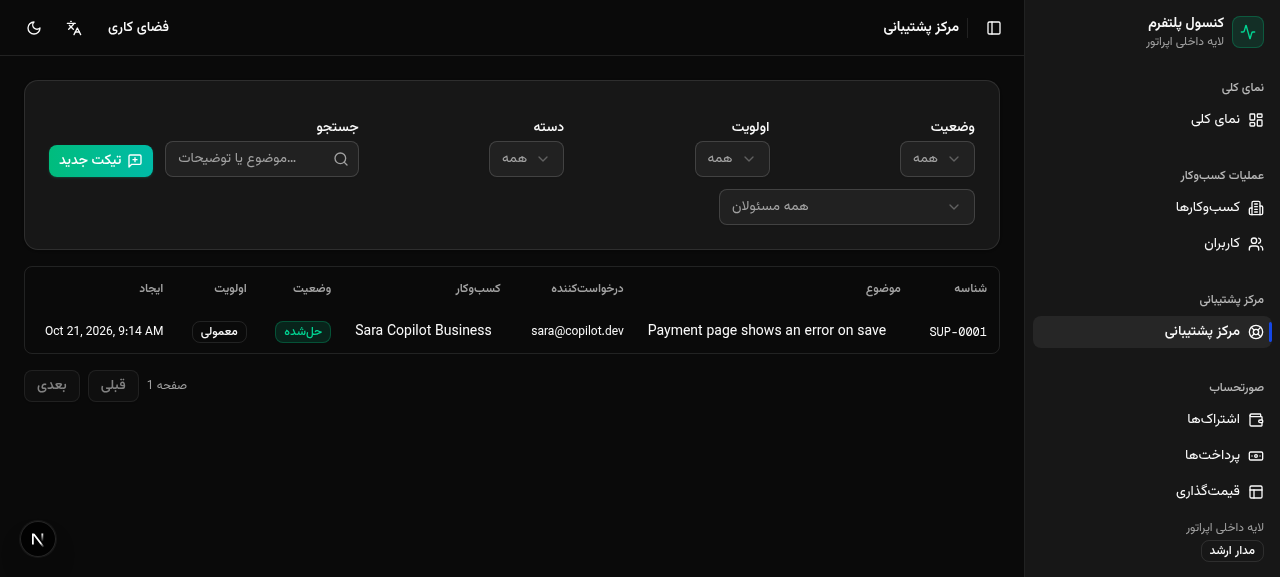 کنسول پلتفرم
لایه داخلی اپراتور
نمای کلی
نمای کلی
عملیات کسب‌وکار
کسب‌وکارها
کاربران
مرکز پشتیبانی
مرکز پشتیبانی
صورتحساب
اشتراک‌ها
پرداخت‌ها
قیمت‌گذاری
لایه داخلی اپراتور
مدار ارشد
مرکز پشتیبانی
فضای کاری
وضعیت
همه
اولویت
همه
دسته
همه
جستجو
موضوع یا توضیحات...
تیکت جدید
همه مسئولان
شناسه موضوع درخواست‌کننده کسب‌وکار وضعیت اولویت ایجاد
SUP-0001 Payment page shows an error on save sara@copilot.dev Sara Copilot Business حل‌شده معمولی Oct 21, 2026, 9:14 AM
صفحه 1 قبلی بعدی
N